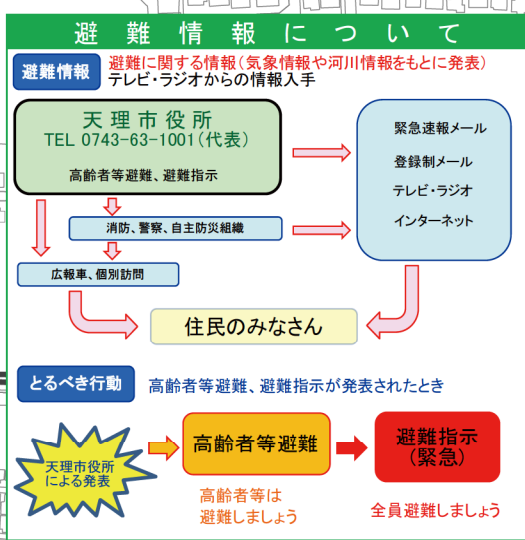 避難情報について
避難情報
避難に関する情報(気象情報や河川情報をもとに発表)
テレビ・ラジオからの情報入手
天理市役所
TEL 0743-63-1001(代表)
高齢者等避難、避難指示
緊急速報メール
登録制メール
テレビ・ラジオ
インターネット
消防、警察、自主防災組織
広報車、個別訪問
住民のみなさん
とるべき行動
高齢者等避難、避難指示が発表されたとき
天理市役所
による発表
高齢者等避難
避難指示
(緊急)
高齢者等は
避難しましょう
全員避難しましょう